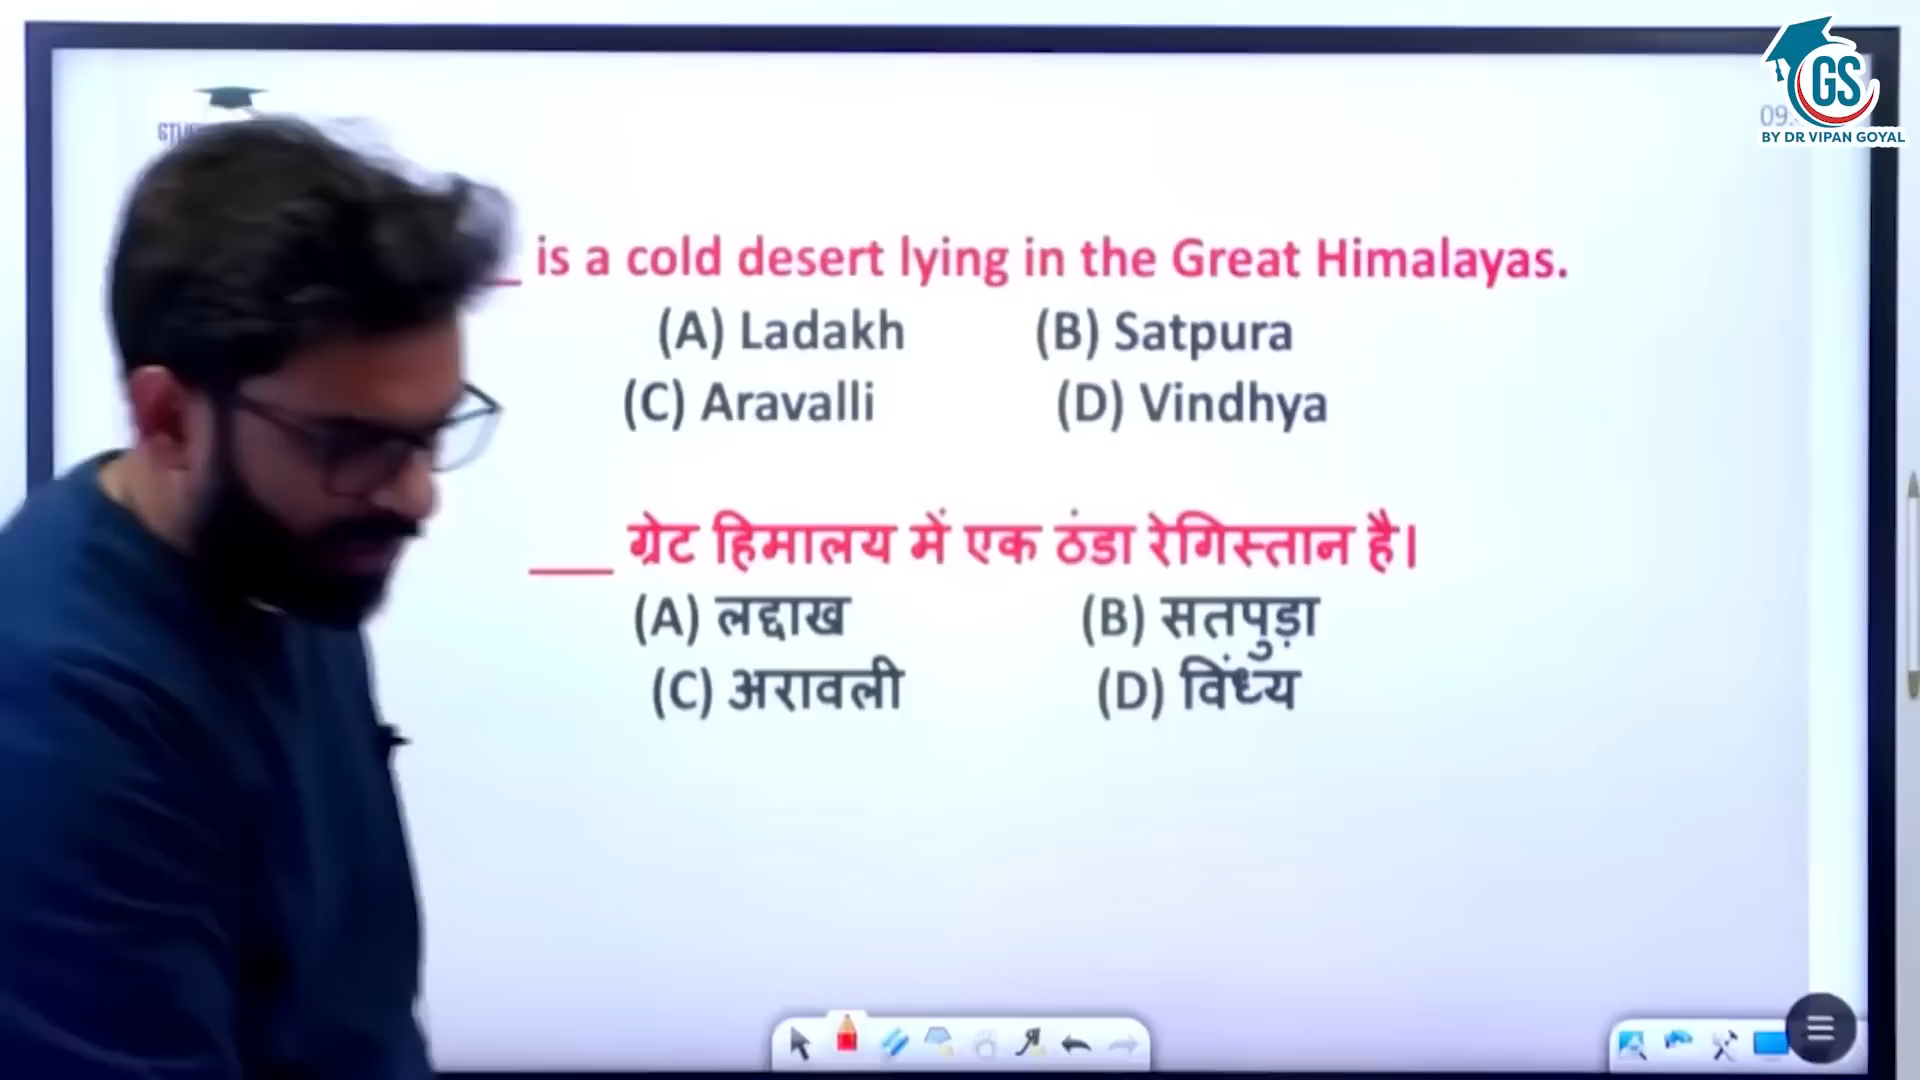 GS
BY DR VIPAN GOYAL
__ is a cold desert lying in the Great Himalayas.
(A) Ladakh (B) Satpura
(C) Aravalli (D) Vindhya
___ ग्रेट हिमालय में एक ठंडा रेगिस्तान है।
(A) लद्दाख (B) सतपुड़ा
(C) अरावली (D) विंध्य